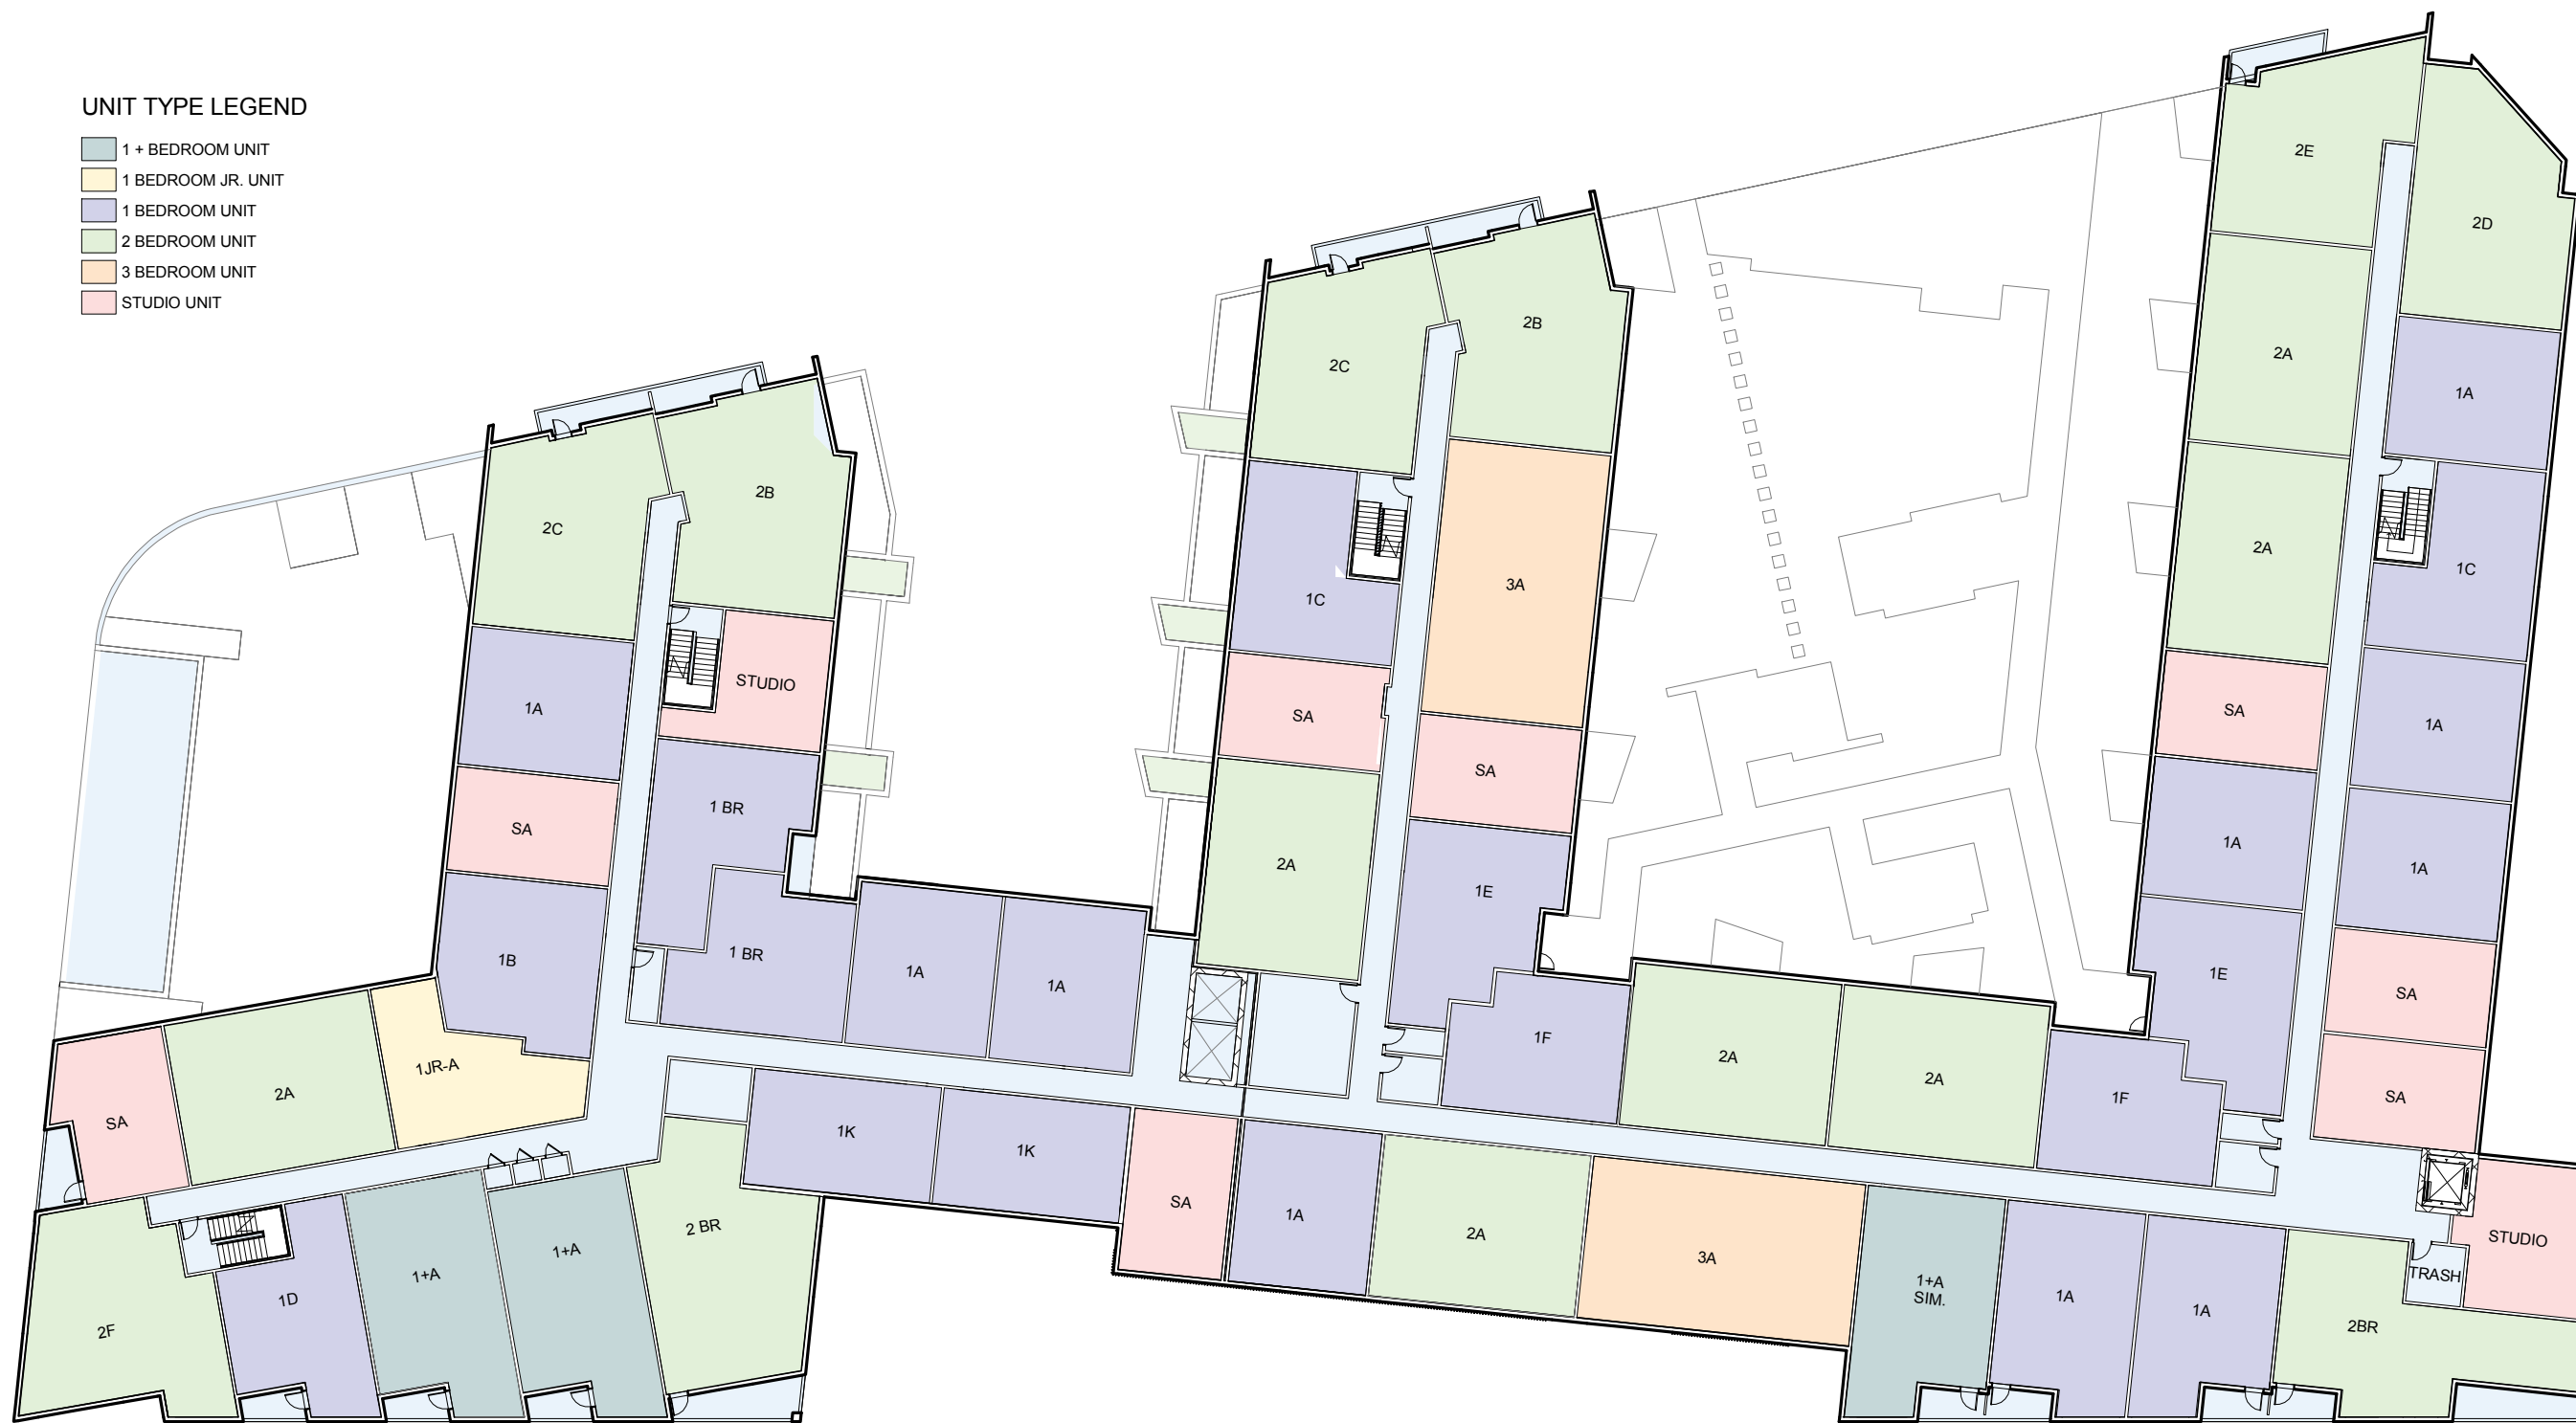 UNIT TYPE LEGEND
1 + BEDROOM UNIT
1 BEDROOM JR. UNIT
1 BEDROOM UNIT
2 BEDROOM UNIT
3 BEDROOM UNIT
STUDIO UNIT
2C
2B
1A
STUDIO
SA
1 BR
1B
1 BR
1A
1A
SA
2A
1JR-A
2F
1D
1+A
1+A
2 BR
1K
1K
SA
2C
2B
1C
3A
SA
SA
2A
1E
1F
2A
2A
1F
1A
2A
3A
1+A
SIM.
1A
1A
2BR
TRASH
STUDIO
2E
2D
2A
1A
2A
1C
SA
1A
1A
1A
1E
SA
SA